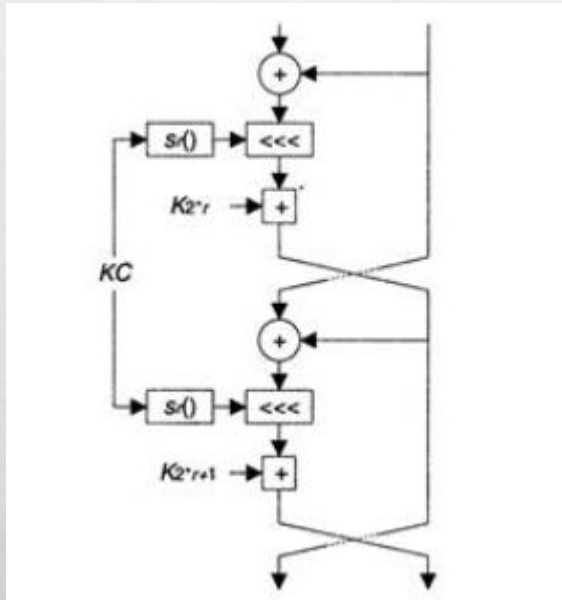 +
sr() <<<
K2*r +
KC
+
sr() <<<
K2*r+1 +